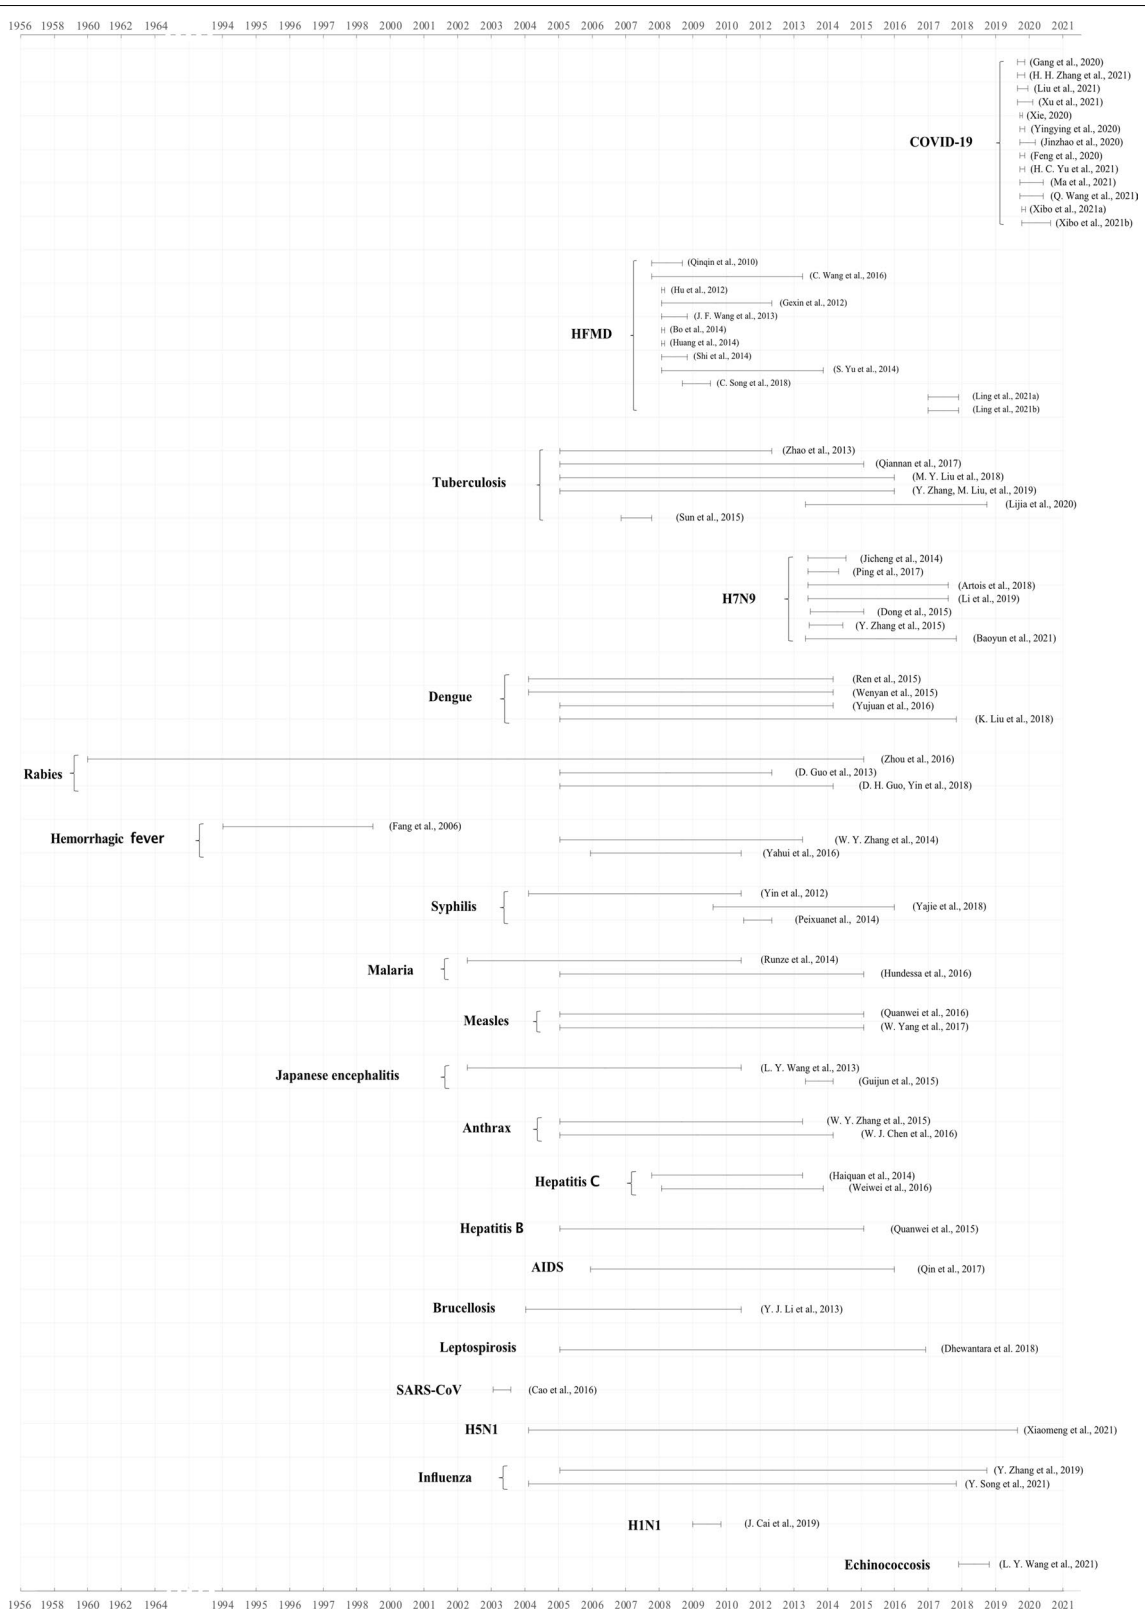 1956 1958 1960 1962 1964 1994 1995 1996 1997 1998 2000 2001 2002 2003 2004 2005 2006 2007 2008 2009 2010 2012 2013 2014 2015 2016 2017 2018 2019 2020 2021
(Gang et al., 2020)
(H. H. Zhang et al., 2021)
(Liu et al., 2021)
(Xu et al., 2021)
(Xie, 2020)
(Yingying et al., 2020)
COVID-19 (Jinzhao et al., 2020)
(Feng et al., 2020)
(H. C. Yu et al., 2021)
(Ma et al., 2021)
(Q. Wang et al., 2021)
(Xibo et al., 2021a)
(Xibo et al., 2021b)
(Qinqin et al., 2010)
(C. Wang et al., 2016)
(Hu et al., 2012)
(Gexin et al., 2012)
(J. F. Wang et al., 2013)
HFMD (Bo et al., 2014)
(Huang et al., 2014)
(Shi et al., 2014)
(S. Yu et al., 2014)
(C. Song et al., 2018)
(Ling et al., 2021a)
(Ling et al., 2021b)
(Zhao et al., 2013)
(Qiannan et al., 2017)
Tuberculosis (M. Y. Liu et al., 2018)
(Y. Zhang, M. Liu, et al., 2019)
(Lijia et al., 2020)
(Sun et al., 2015)
(Jicheng et al., 2014)
(Ping et al., 2017)
(Artois et al., 2018)
H7N9 (Li et al., 2019)
(Dong et al., 2015)
(Y. Zhang et al., 2015)
(Baoyun et al., 2021)
(Ren et al., 2015)
Dengue (Wenyan et al., 2015)
(Yujuan et al., 2016)
(K. Liu et al., 2018)
(Zhou et al., 2016)
Rabies (D. Guo et al., 2013)
(D. H. Guo, Yin et al., 2018)
(Fang et al., 2006)
Hemorrhagic fever (W. Y. Zhang et al., 2014)
(Yahui et al., 2016)
(Yin et al., 2012)
Syphilis (Yajie et al., 2018)
(Peixuanet al., 2014)
(Runze et al., 2014)
Malaria (Hundessa et al., 2016)
(Quanwei et al., 2016)
Measles (W. Yang et al., 2017)
(L. Y. Wang et al., 2013)
Japanese encephalitis (Guijun et al., 2015)
(W. Y. Zhang et al., 2015)
Anthrax (W. J. Chen et al., 2016)
(Haiquan et al., 2014)
Hepatitis C (Weiwei et al., 2016)
Hepatitis B (Quanwei et al., 2015)
AIDS (Qin et al., 2017)
Brucellosis (Y. J. Li et al., 2013)
Leptospirosis (Dhewantara et al. 2018)
SARS-CoV (Cao et al., 2016)
H5N1 (Xiaomeng et al., 2021)
(Y. Zhang et al., 2019)
Influenza (Y. Song et al., 2021)
H1N1 (J. Cai et al., 2019)
Echinococcosis (L. Y. Wang et al., 2021)
1956 1958 1960 1962 1964 1994 1995 1996 1997 1998 2000 2001 2002 2003 2004 2005 2006 2007 2008 2009 2010 2012 2013 2014 2015 2016 2017 2018 2019 2020 2021